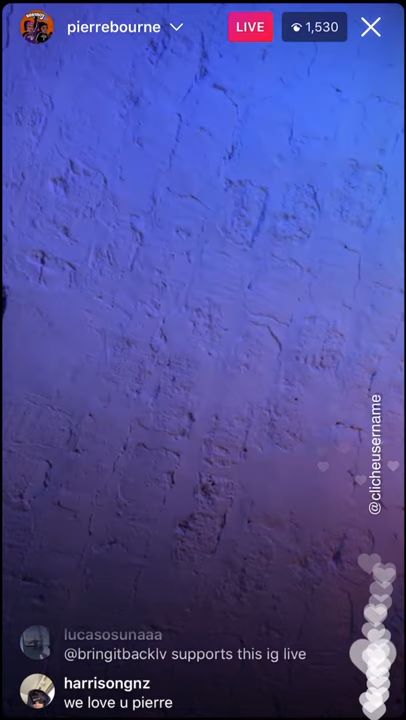 pierrebourne
LIVE
1,530
@clicheusername
lucasosunaaa
@bringitbacklv supports this ig live
harrisongnz
we love u pierre